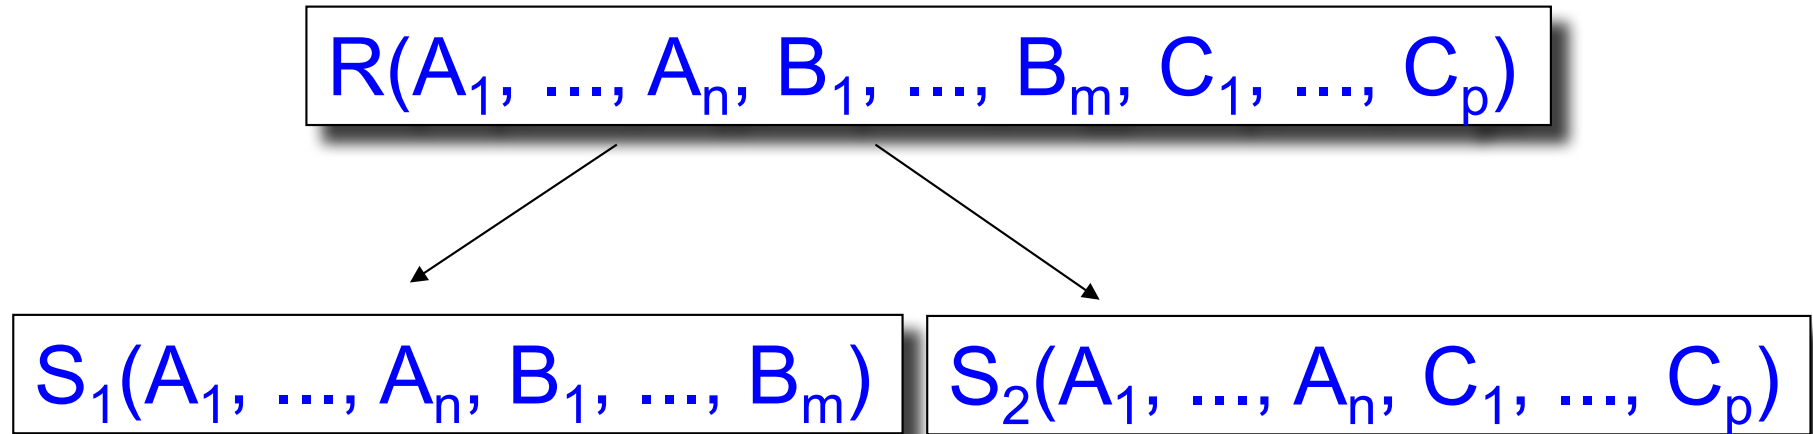 R(A₁, ..., Aₙ, B₁, ..., Bₘ, C₁, ..., Cₚ)
S₁(A₁, ..., Aₙ, B₁, ..., Bₘ)
S₂(A₁, ..., Aₙ, C₁, ..., Cₚ)